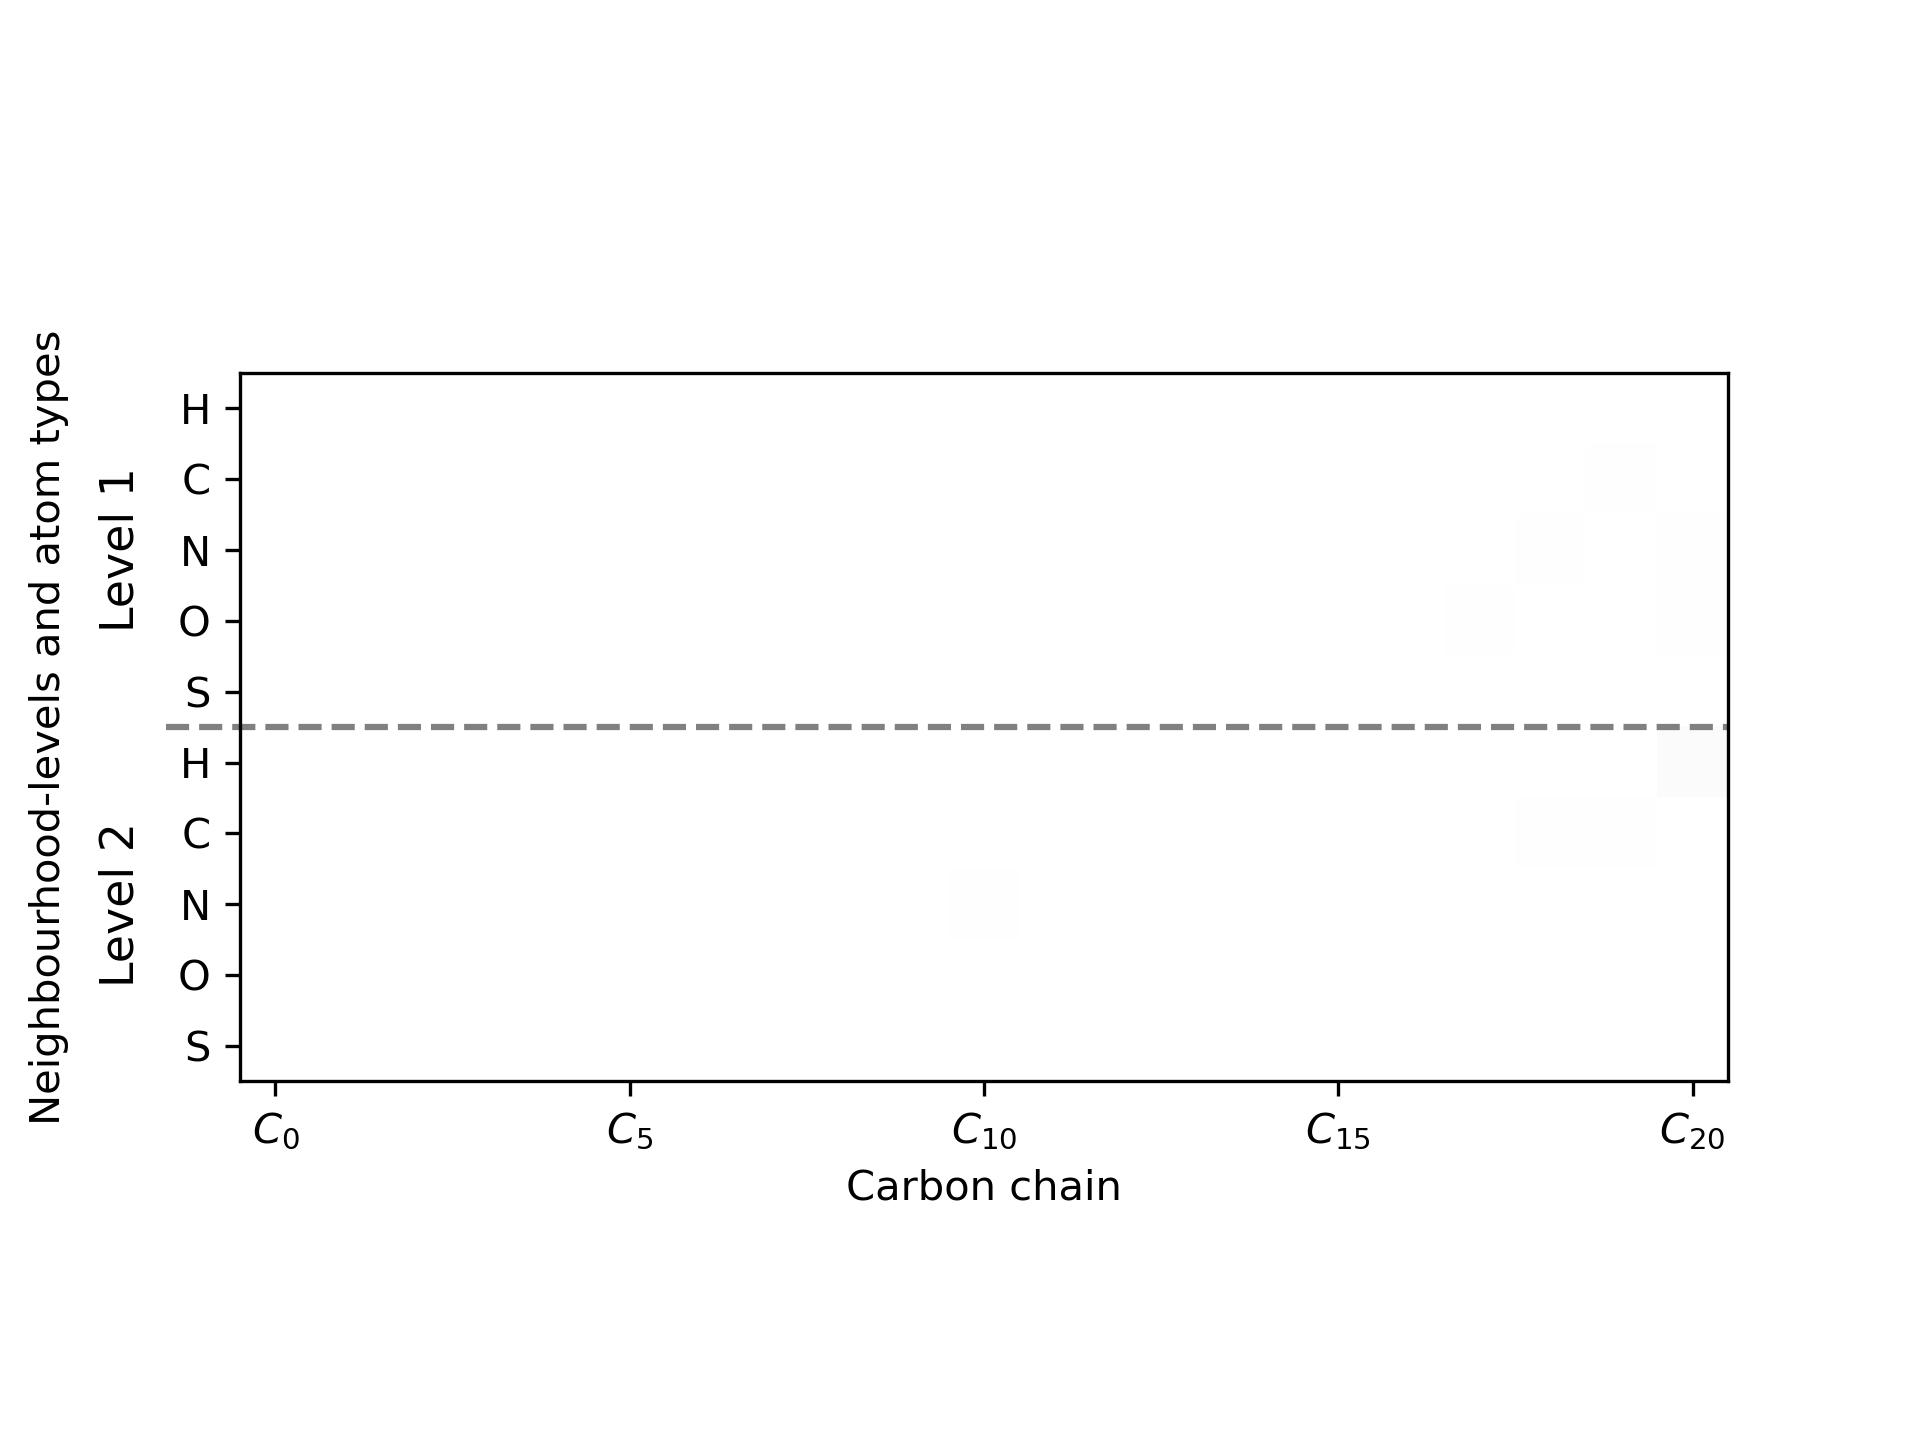 Neighbourhood-levels and atom types
Level 1
H
C
N
O
S
Level 2
H
C
N
O
S
C₀ C₅ C₁₀ C₁₅ C₂₀
Carbon chain